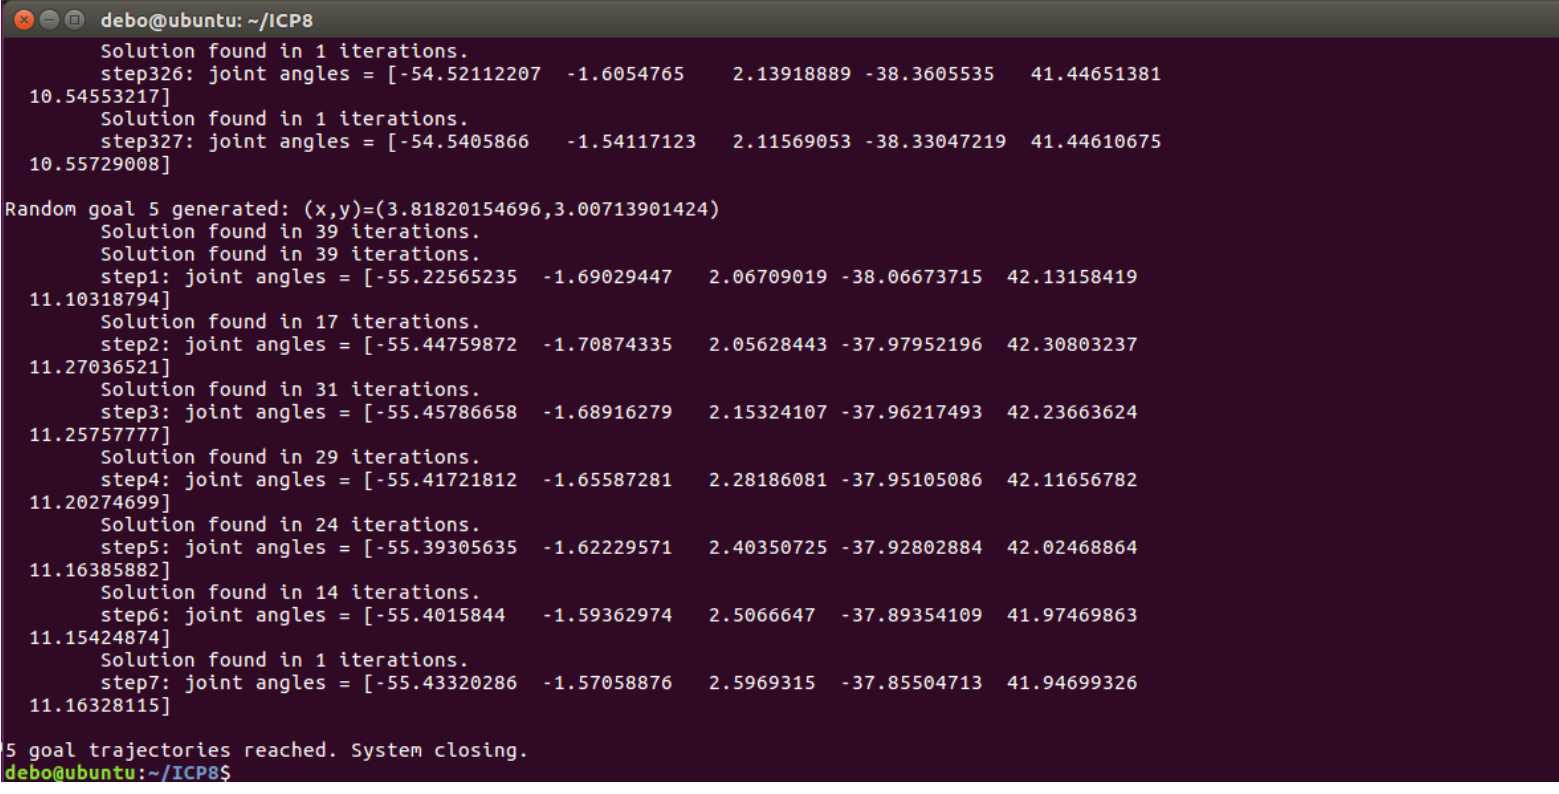 debo@ubuntu: ~/ICP8
Solution found in 1 iterations.
step326: joint angles = [-54.52112207  -1.6054765    2.13918889 -38.3605535   41.44651381
10.54553217]
Solution found in 1 iterations.
step327: joint angles = [-54.5405866   -1.54117123   2.11569053 -38.33047219  41.44610675
10.55729008]
Random goal 5 generated: (x,y)=(3.81820154696,3.00713901424)
Solution found in 39 iterations.
Solution found in 39 iterations.
step1: joint angles = [-55.22565235  -1.69029447   2.06709019 -38.06673715  42.13158419
11.10318794]
Solution found in 17 iterations.
step2: joint angles = [-55.44759872  -1.70874335   2.05628443 -37.97952196  42.30803237
11.27036521]
Solution found in 31 iterations.
step3: joint angles = [-55.45786658  -1.68916279   2.15324107 -37.96217493  42.23663624
11.25757777]
Solution found in 29 iterations.
step4: joint angles = [-55.41721812  -1.65587281   2.28186081 -37.95105086  42.11656782
11.20274699]
Solution found in 24 iterations.
step5: joint angles = [-55.39305635  -1.62229571   2.40350725 -37.92802884  42.02468864
11.16385882]
Solution found in 14 iterations.
step6: joint angles = [-55.4015844   -1.59362974   2.5066647  -37.89354109  41.97469863
11.15424874]
Solution found in 1 iterations.
step7: joint angles = [-55.43320286  -1.57058876   2.5969315  -37.85504713  41.94699326
11.16328115]
5 goal trajectories reached. System closing.
debo@ubuntu:~/ICP8$